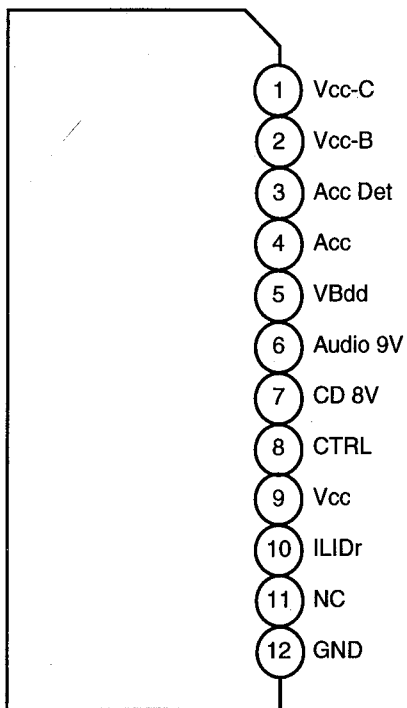 1 Vcc-C
2 Vcc-B
3 Acc Det
4 Acc
5 VBdd
6 Audio 9V
7 CD 8V
8 CTRL
9 Vcc
10 ILIDr
11 NC
12 GND